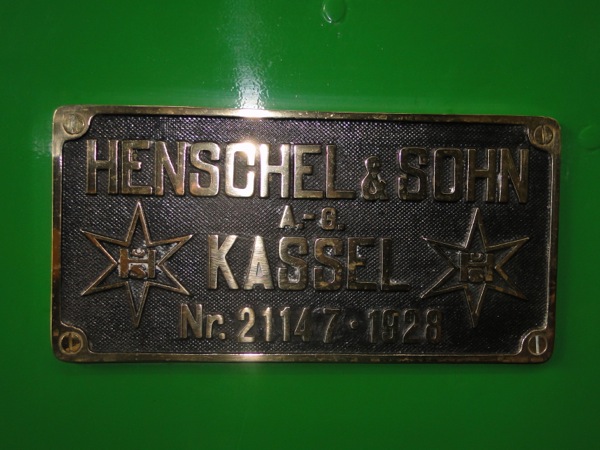 HENSCHEL & SOHN
A.-G.
KASSEL
Nr. 21147 · 1928